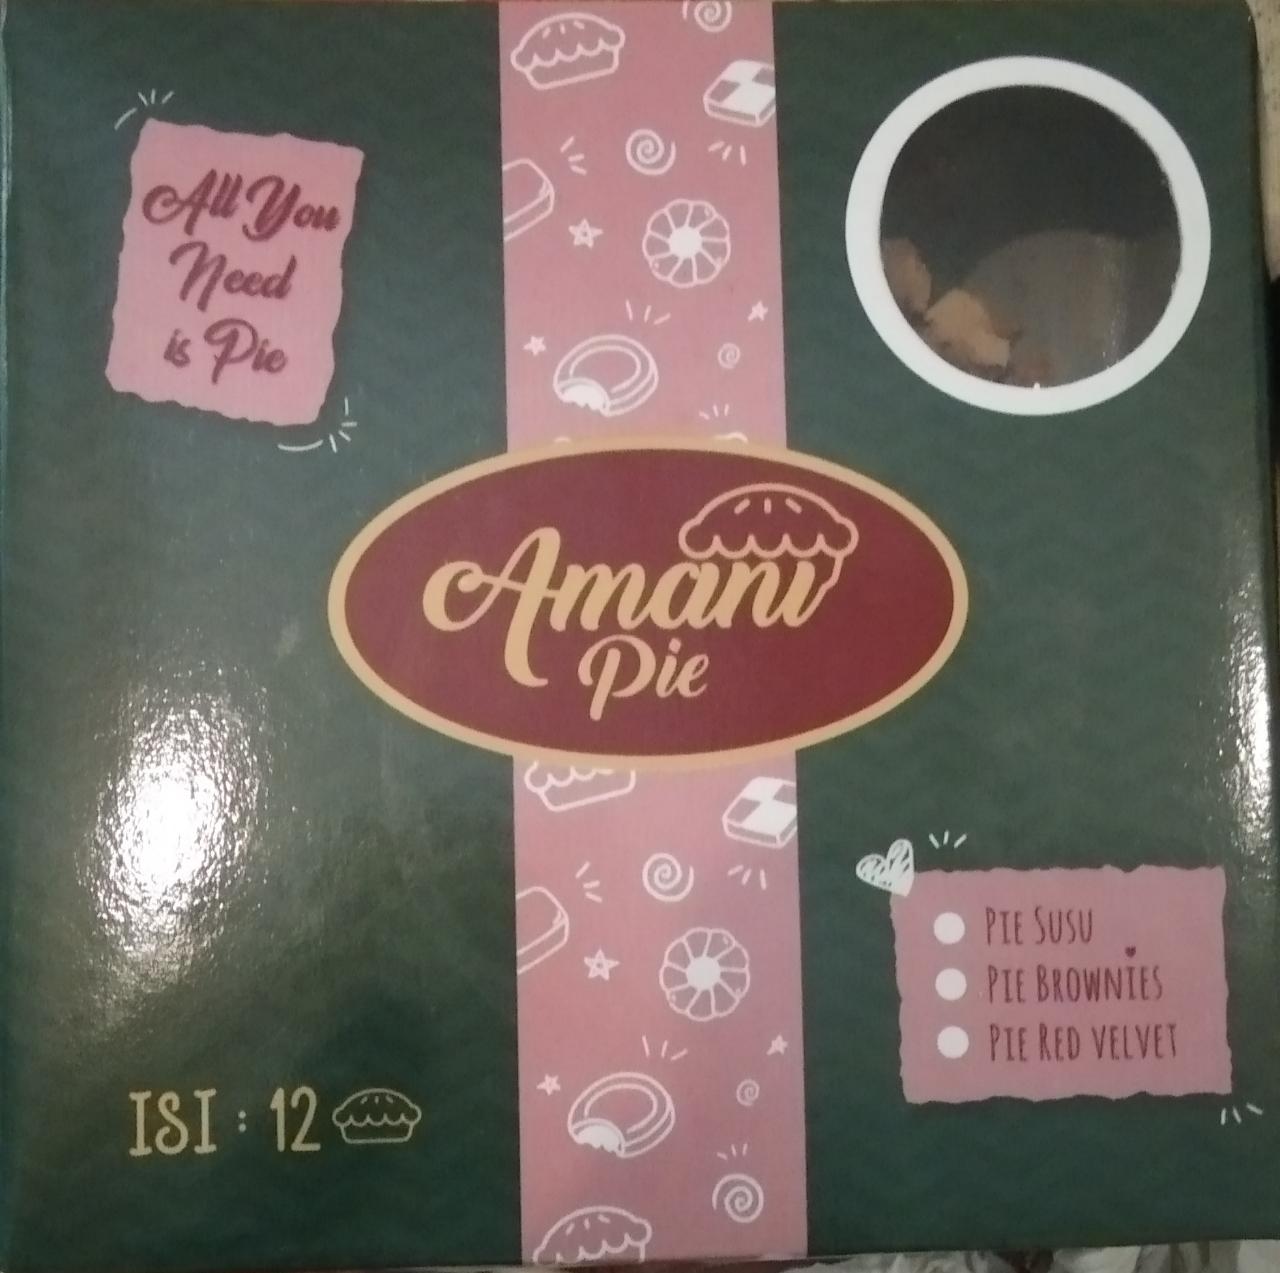 All You
Need
is Pie
Amani
Pie
PIE SUSU
PIE BROWNIES
PIE RED VELVET
ISI : 12